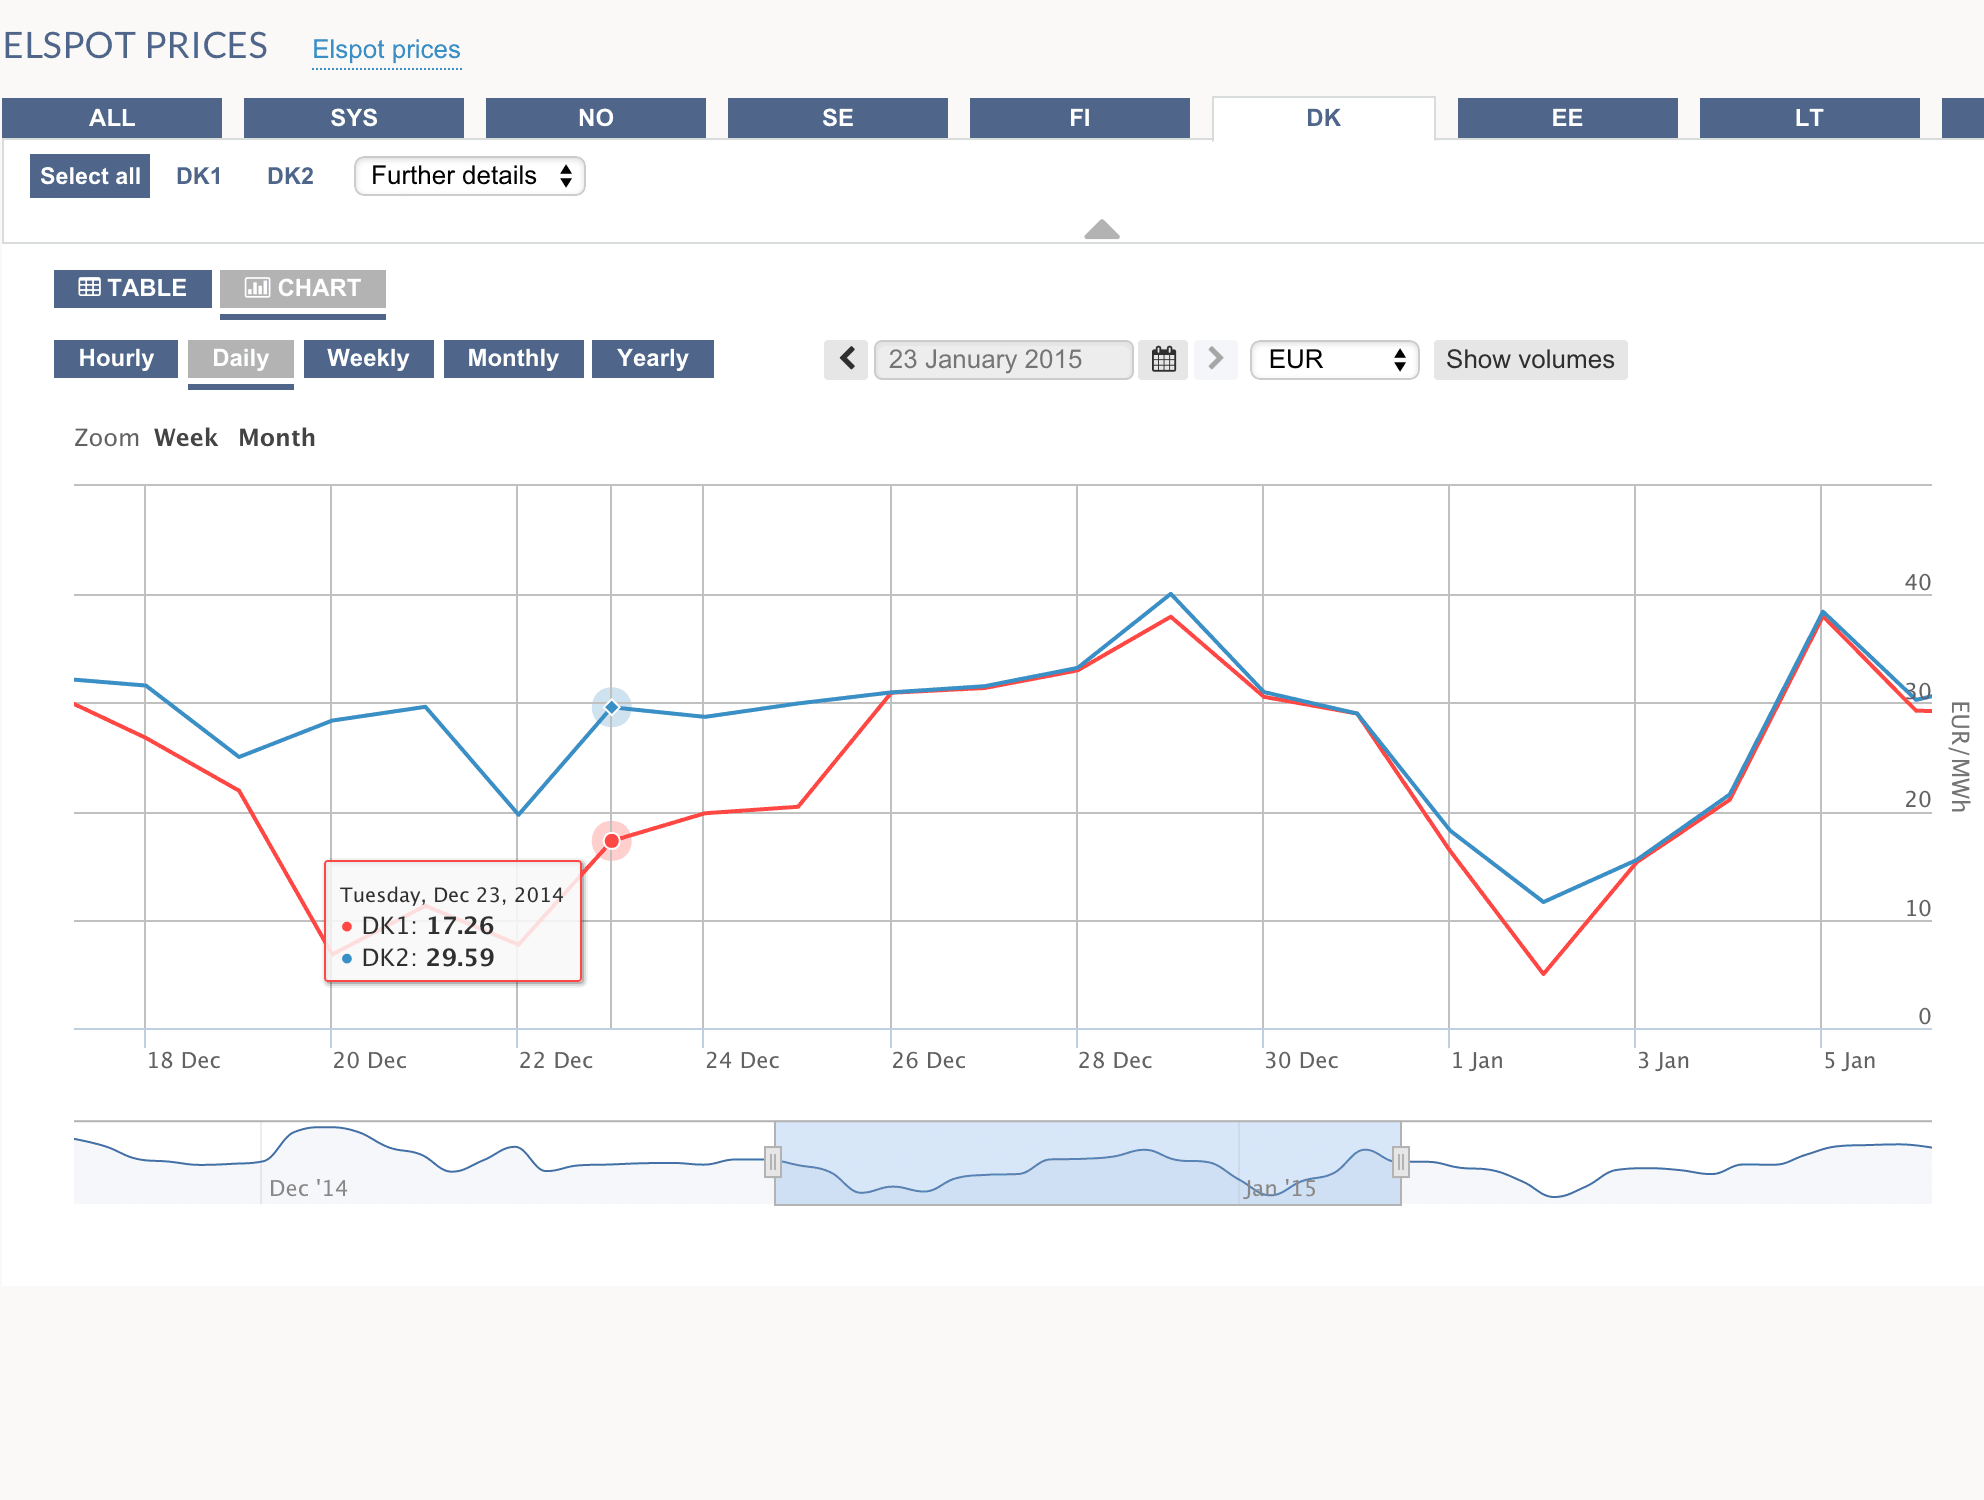 ELSPOT PRICES Elspot prices
ALL SYS NO SE FI DK EE LT
Select all DK1 DK2 Further details
TABLE CHART
Hourly Daily Weekly Monthly Yearly 23 January 2015 EUR Show volumes
Zoom Week Month
40
30
EUR/MWh
20
10
0
Tuesday, Dec 23, 2014
DK1: 17.26
DK2: 29.59
18 Dec 20 Dec 22 Dec 24 Dec 26 Dec 28 Dec 30 Dec 1 Jan 3 Jan 5 Jan
Dec '14 Jan '15